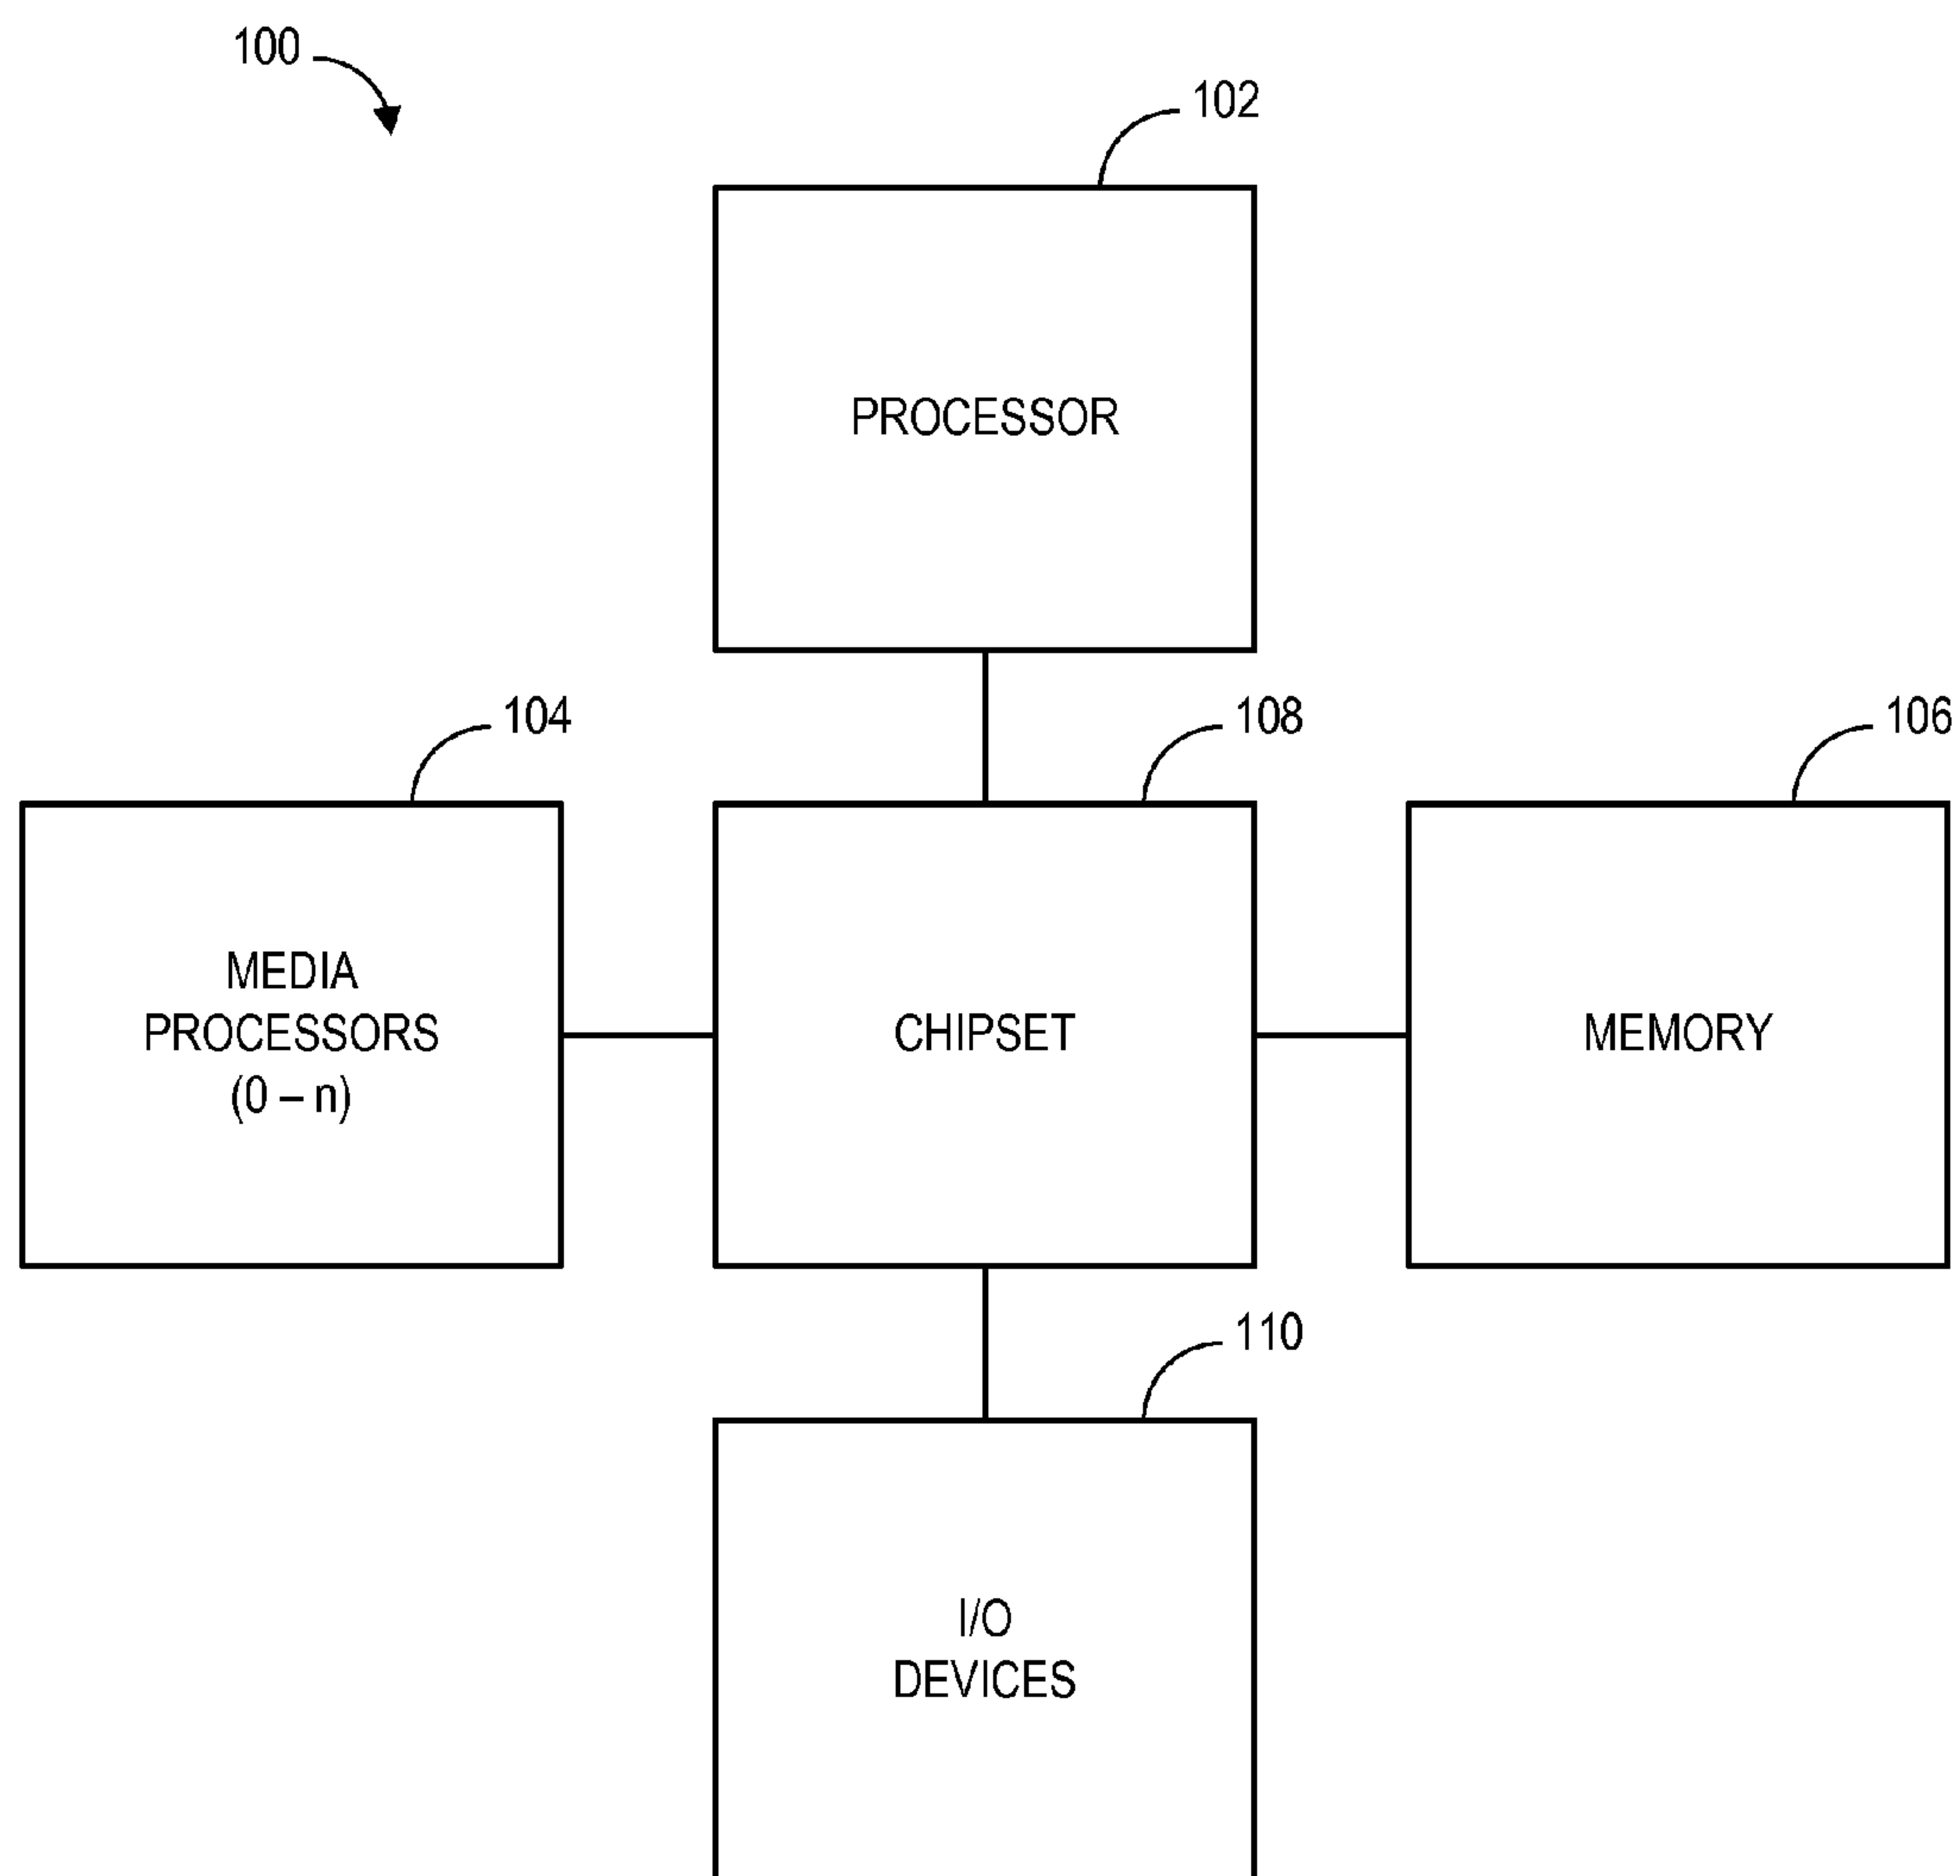 100
102
PROCESSOR
104
108
106
MEDIA
PROCESSORS
(0 – n)
CHIPSET
MEMORY
110
I/O
DEVICES